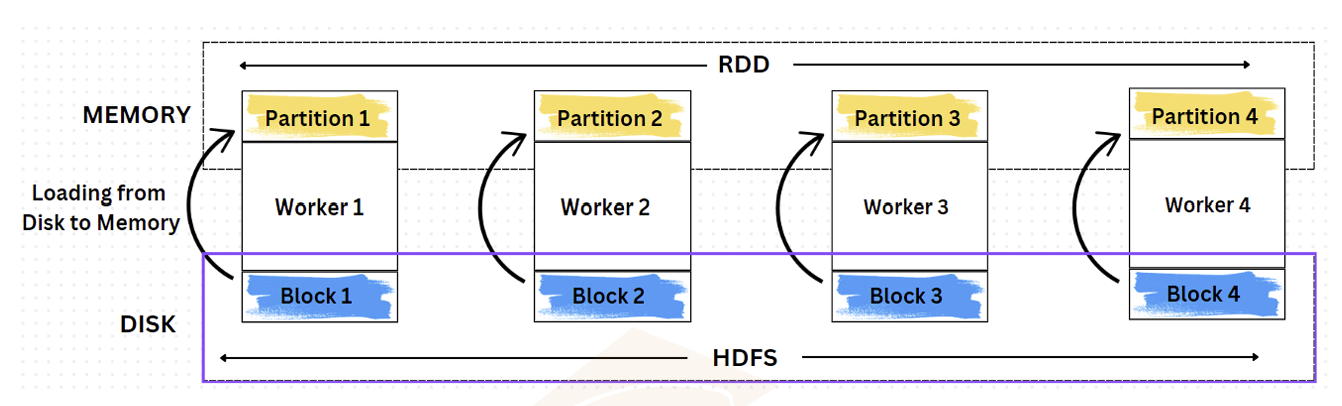 RDD
MEMORY
Partition 1
Partition 2
Partition 3
Partition 4
Loading from
Disk to Memory
Worker 1
Worker 2
Worker 3
Worker 4
Block 1
Block 2
Block 3
Block 4
DISK
HDFS